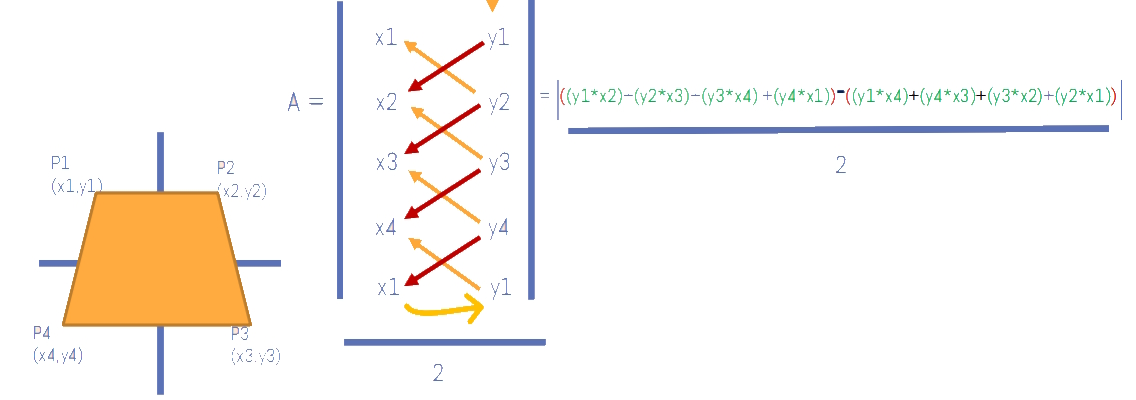 x1 y1
A =
x2 y2
= |((y1*x2)+(y2*x3)+(y3*x4)+(y4*x1))-((y1*x4)+(y4*x3)+(y3*x2)+(y2*x1))|
2
x3 y3
P1
(x1,y1)
P2
(x2,y2)
x4 y4
x1 y1
P4
(x4,y4)
P3
(x3,y3)
2